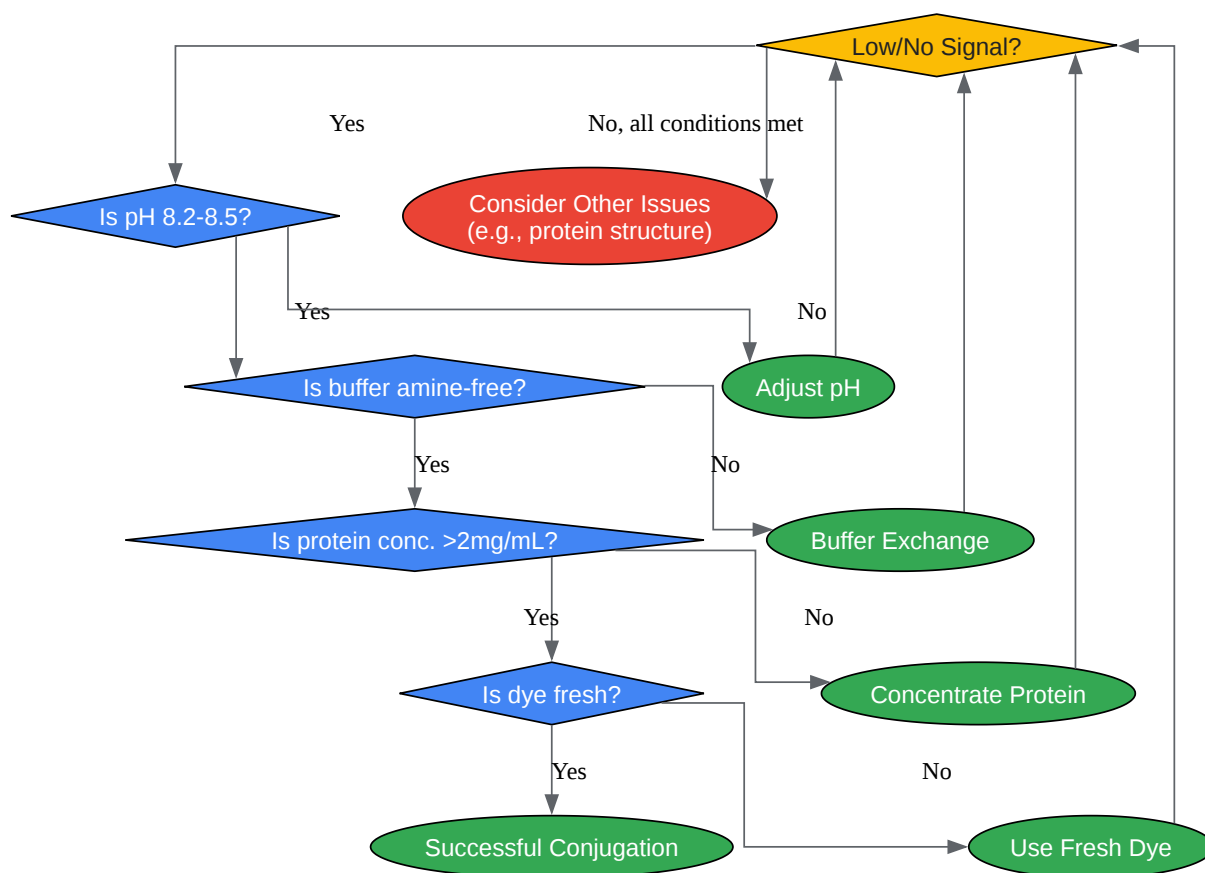 Low/No Signal?
Yes
No, all conditions met
Is pH 8.2-8.5?
Consider Other Issues
(e.g., protein structure)
Yes
No
Is buffer amine-free?
Adjust pH
Yes
No
Is protein conc. >2mg/mL?
Buffer Exchange
Yes
No
Is dye fresh?
Concentrate Protein
Yes
No
Successful Conjugation
Use Fresh Dye